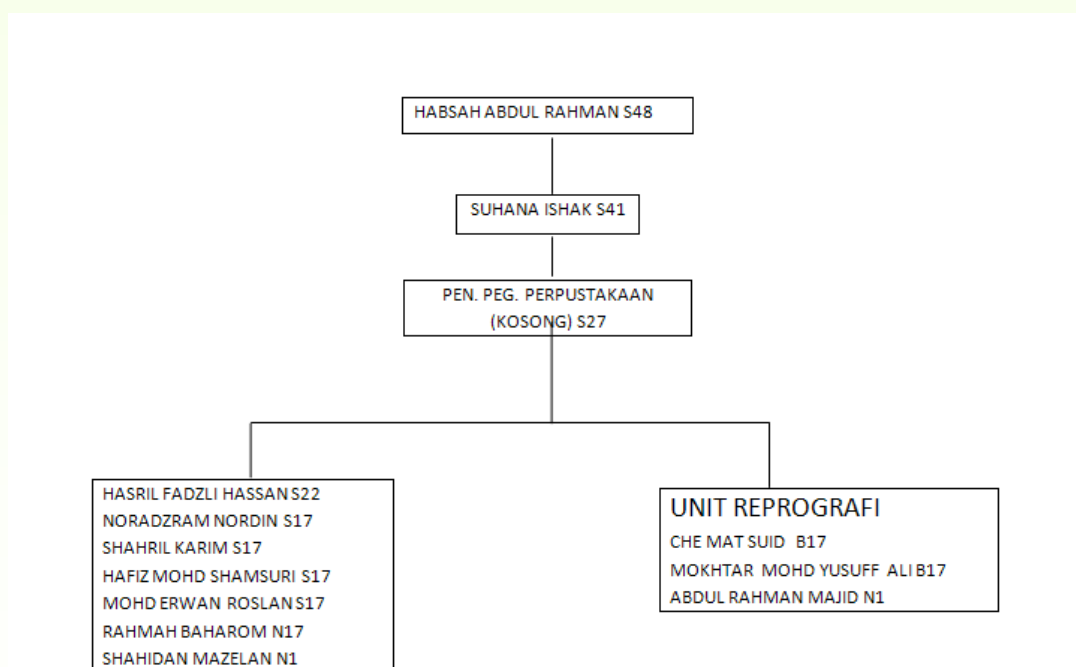 HABSAH ABDUL RAHMAN S48
SUHANA ISHAK S41
PEN. PEG. PERPUSTAKAAN
(KOSONG) S27
HASRIL FADZLI HASSAN S22
NORADZRAM NORDIN S17
SHAHRIL KARIM S17
HAFIZ MOHD SHAMSURI S17
MOHD ERWAN ROSLAN S17
RAHMAH BAHAROM N17
SHAHIDAN MAZELAN N1
UNIT REPROGRAFI
CHE MAT SUID B17
MOKHTAR MOHD YUSUFF ALI B17
ABDUL RAHMAN MAJID N1